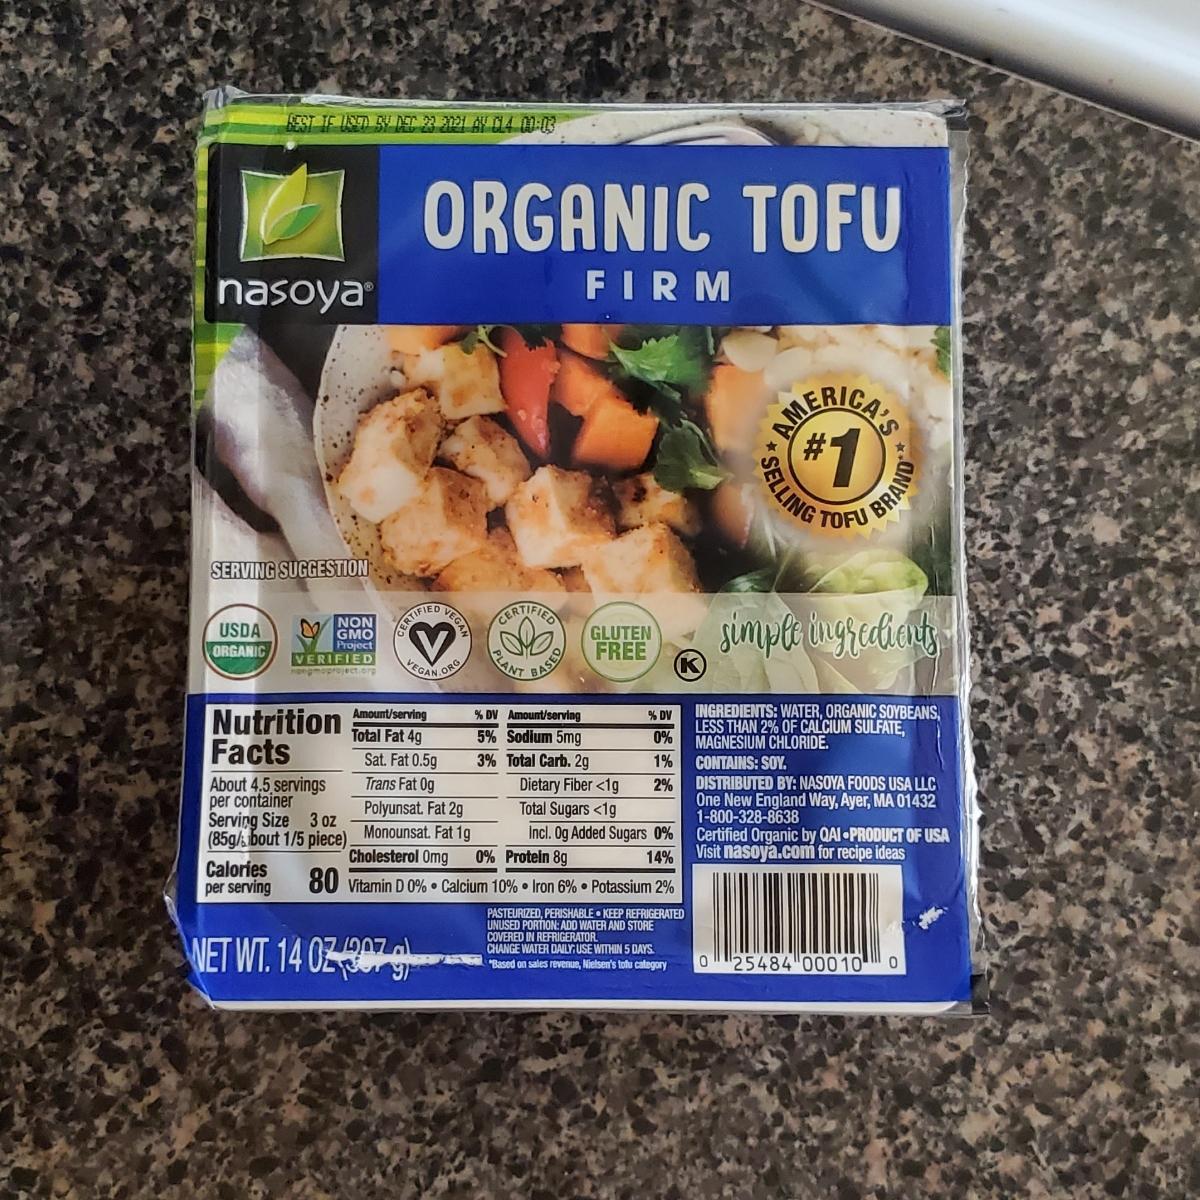 BEST IF USED BY DEC 23 2021 AY CL4 00:03
nasoya®
ORGANIC TOFU
FIRM
AMERICA'S
#1
SELLING TOFU BRAND*
SERVING SUGGESTION
USDA
ORGANIC
NON
GMO
Project
VERIFIED
nongmoproject.org
CERTIFIED VEGAN
VEGAN.ORG
CERTIFIED
PLANT BASED
GLUTEN
FREE
K
simple ingredients
Nutrition
Facts
About 4.5 servings
per container
Serving Size 3 oz
(85g/about 1/5 piece)
Calories
per serving 80
Amount/serving % DV
Total Fat 4g 5%
Sat. Fat 0.5g 3%
Trans Fat 0g
Polyunsat. Fat 2g
Monounsat. Fat 1g
Cholesterol 0mg 0%
Amount/serving % DV
Sodium 5mg 0%
Total Carb. 2g 1%
Dietary Fiber <1g 2%
Total Sugars <1g
Incl. 0g Added Sugars 0%
Protein 8g 14%
Vitamin D 0% • Calcium 10% • Iron 6% • Potassium 2%
INGREDIENTS: WATER, ORGANIC SOYBEANS,
LESS THAN 2% OF CALCIUM SULFATE,
MAGNESIUM CHLORIDE.
CONTAINS: SOY.
DISTRIBUTED BY: NASOYA FOODS USA LLC
One New England Way, Ayer, MA 01432
1-800-328-8638
Certified Organic by QAI • PRODUCT OF USA
Visit nasoya.com for recipe ideas
NET WT. 14 OZ (397 g)
PASTEURIZED, PERISHABLE • KEEP REFRIGERATED
UNUSED PORTION: ADD WATER AND STORE
COVERED IN REFRIGERATOR.
CHANGE WATER DAILY: USE WITHIN 5 DAYS.
*Based on sales revenue, Nielsen's tofu category
0 25484 00010 0